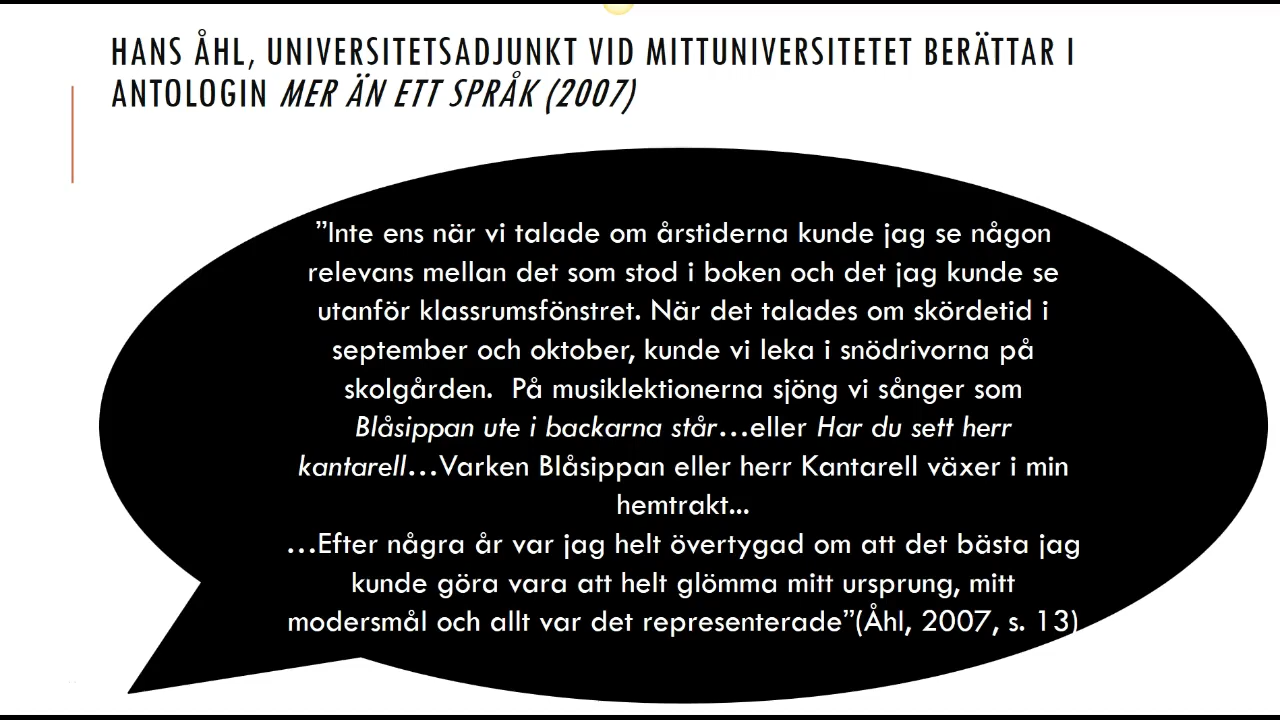 HANS ÅHL, UNIVERSITETSADJUNKT VID MITTUNIVERSITETET BERÄTTAR I
ANTOLOGIN MER ÄN ETT SPRÅK (2007)
”Inte ens när vi talade om årstiderna kunde jag se någon
relevans mellan det som stod i boken och det jag kunde se
utanför klassrumsfönstret. När det talades om skördetid i
september och oktober, kunde vi leka i snödrivorna på
skolgården.  På musiklektionerna sjöng vi sånger som
Blåsippan ute i backarna står…eller Har du sett herr
kantarell…Varken Blåsippan eller herr Kantarell växer i min
hemtrakt...
…Efter några år var jag helt övertygad om att det bästa jag
kunde göra vara att helt glömma mitt ursprung, mitt
modersmål och allt var det representerade”(Åhl, 2007, s. 13)